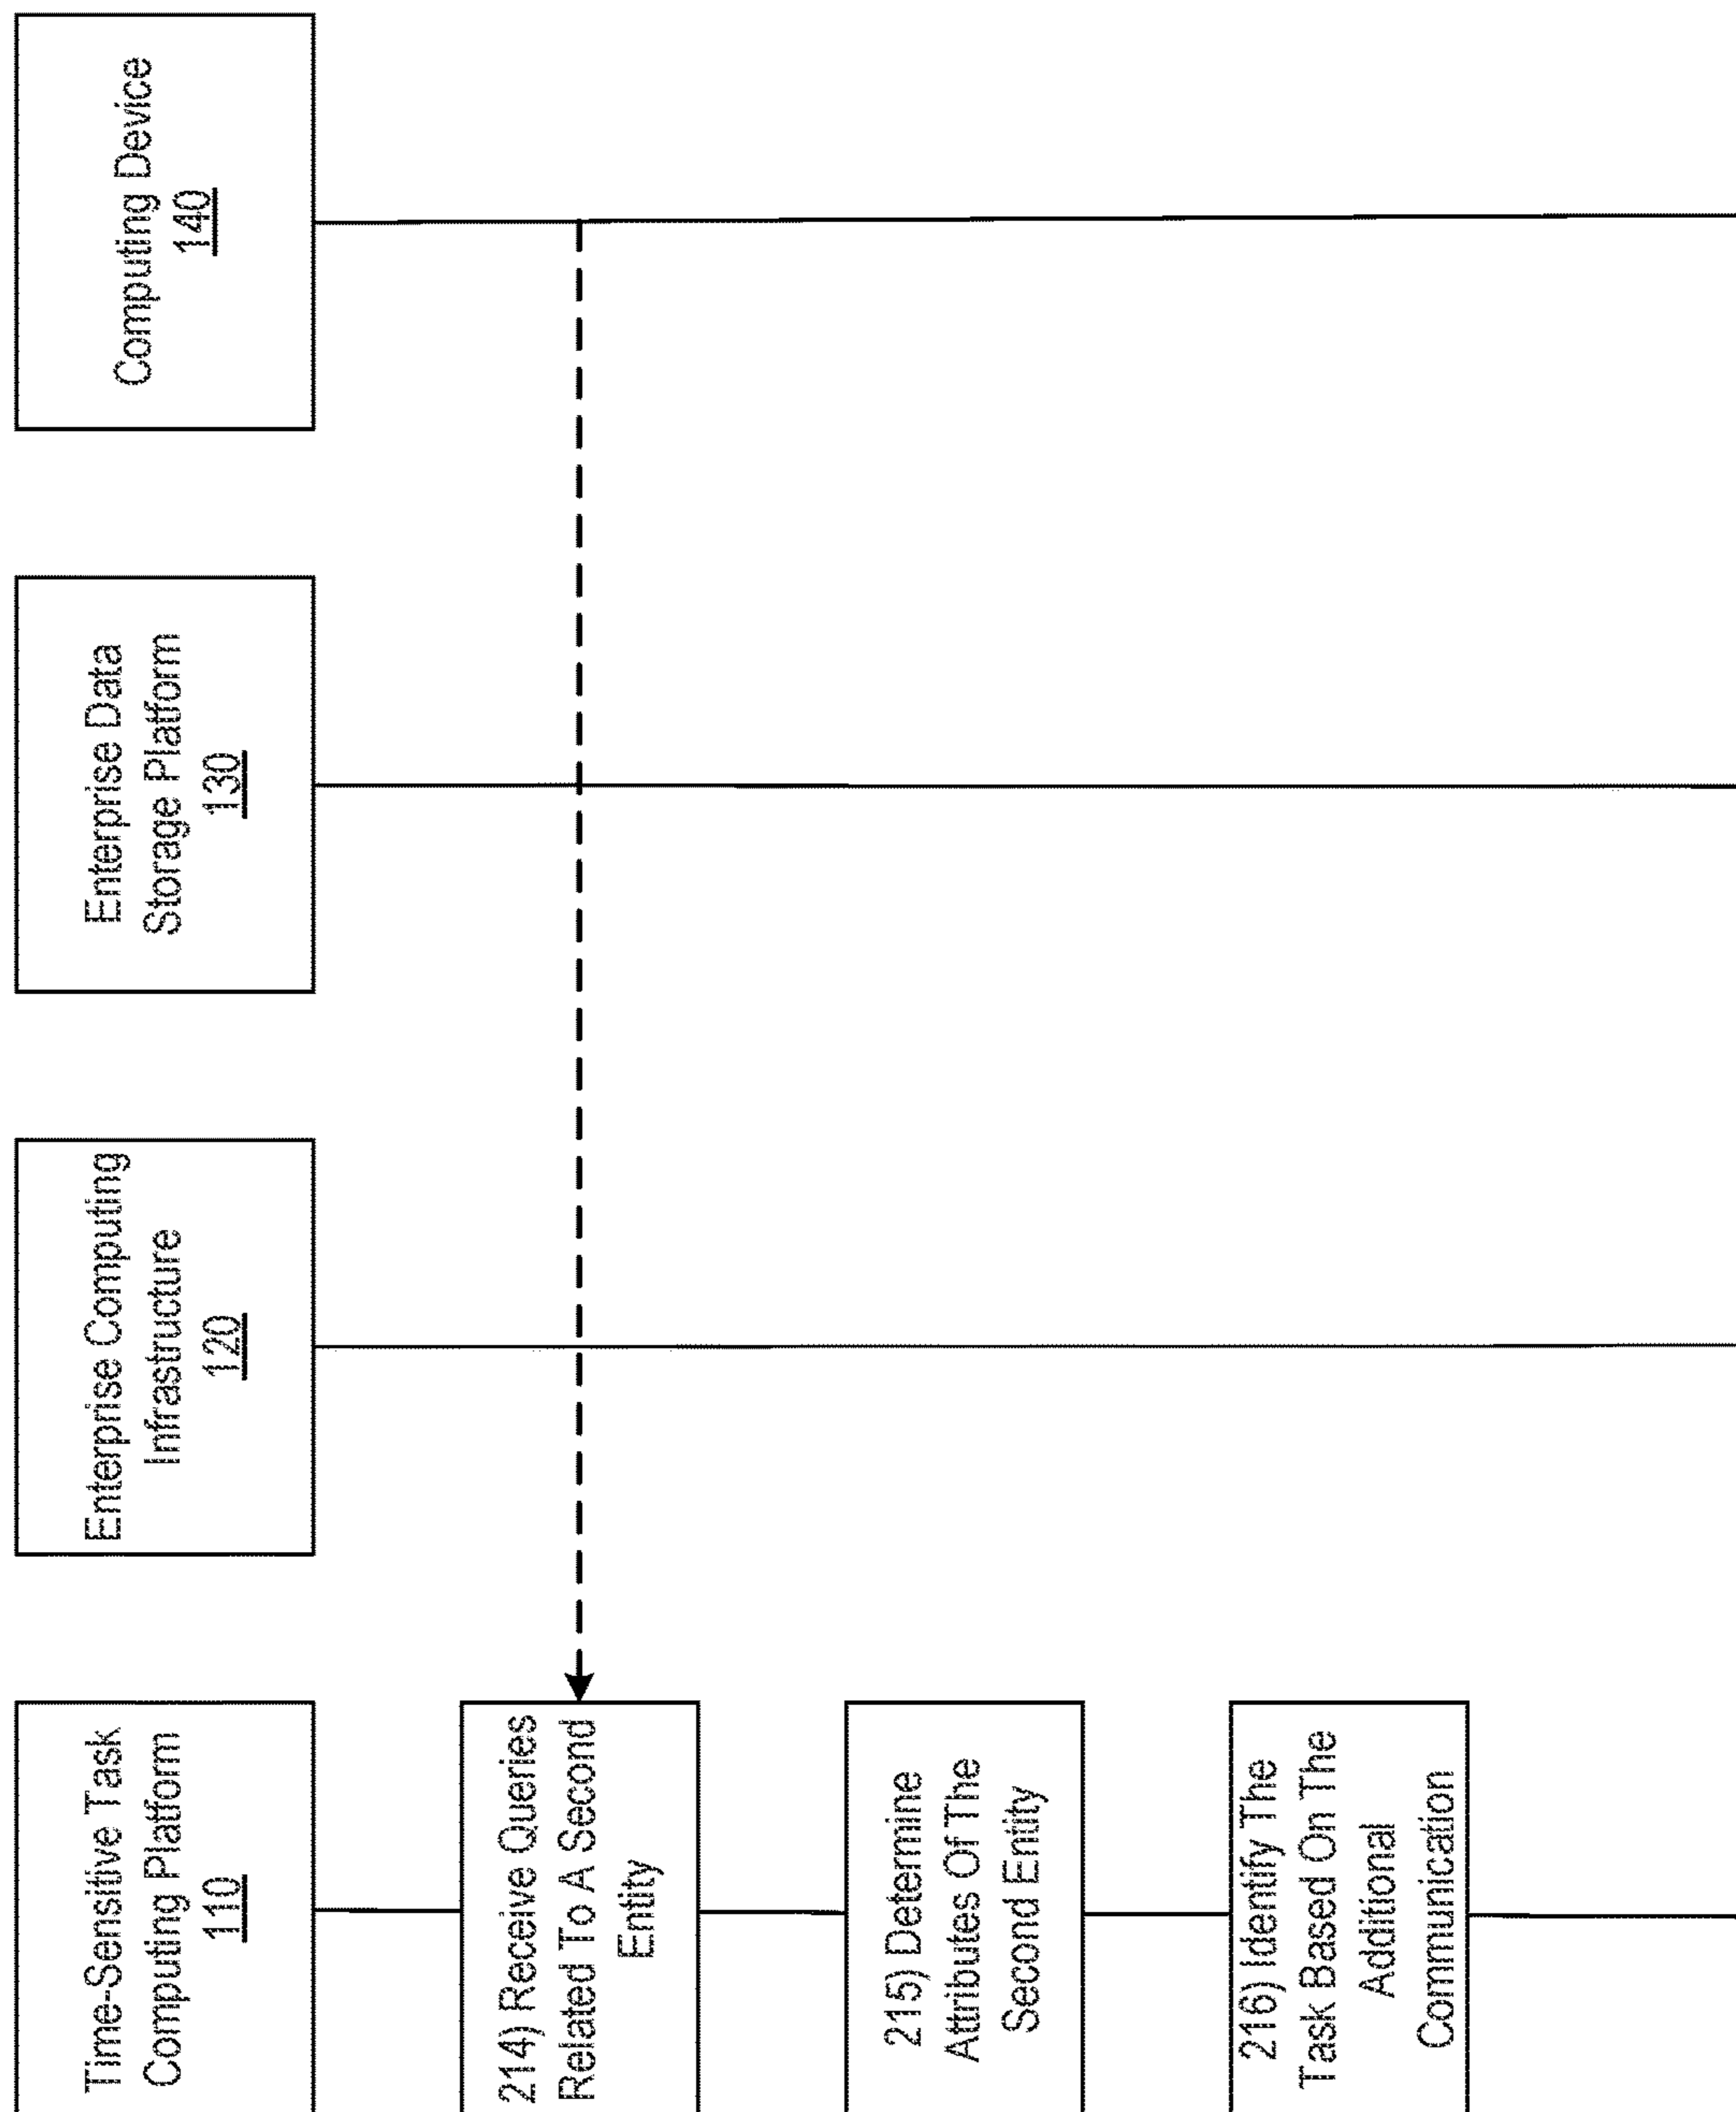 Time-Sensitive Task
Computing Platform
110
Enterprise Computing
Infrastructure
120
Enterprise Data
Storage Platform
130
Computing Device
140
214) Receive Queries
Related To A Second
Entity
215) Determine
Attributes Of The
Second Entity
216) Identify The
Task Based On The
Additional
Communication